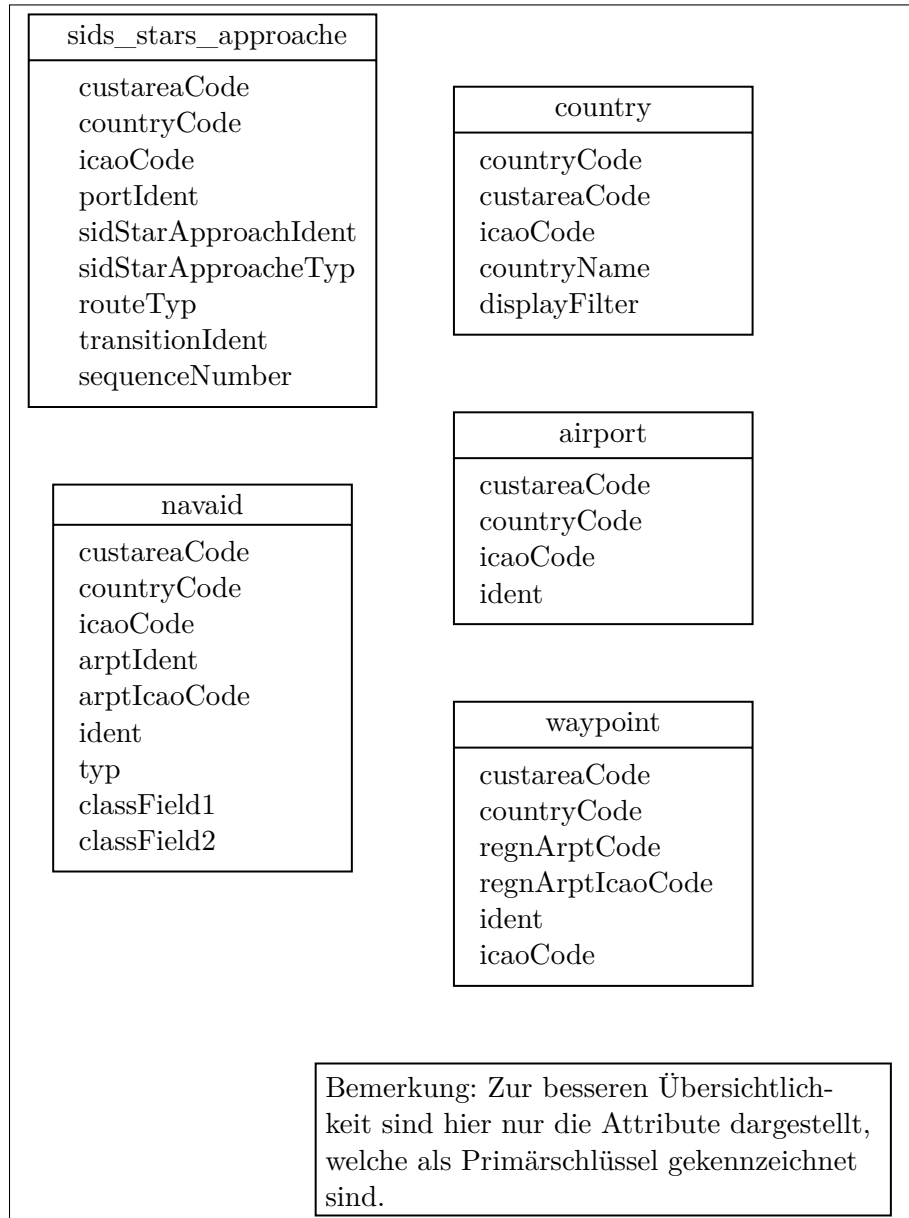 sids_stars_approache
custareaCode
countryCode
icaoCode
portIdent
sidStarApproachIdent
sidStarApproacheTyp
routeTyp
transitionIdent
sequenceNumber
country
countryCode
custareaCode
icaoCode
countryName
displayFilter
airport
custareaCode
countryCode
icaoCode
ident
navaid
custareaCode
countryCode
icaoCode
arptIdent
arptIcaoCode
ident
typ
classField1
classField2
waypoint
custareaCode
countryCode
regnArptCode
regnArptIcaoCode
ident
icaoCode
Bemerkung: Zur besseren Übersichtlich-
keit sind hier nur die Attribute dargestellt,
welche als Primärschlüssel gekennzeichnet
sind.